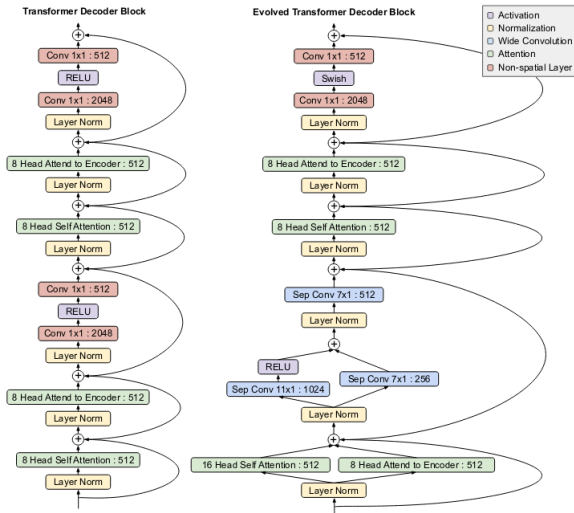 Transformer Decoder Block
Conv 1x1 : 512
RELU
Conv 1x1 : 2048
Layer Norm
8 Head Attend to Encoder : 512
Layer Norm
8 Head Self Attention : 512
Layer Norm
Conv 1x1 : 512
RELU
Conv 1x1 : 2048
Layer Norm
8 Head Attend to Encoder : 512
Layer Norm
8 Head Self Attention : 512
Layer Norm
Evolved Transformer Decoder Block
Conv 1x1 : 512
Swish
Conv 1x1 : 2048
Layer Norm
8 Head Attend to Encoder : 512
Layer Norm
8 Head Self Attention : 512
Layer Norm
Sep Conv 7x1 : 512
Layer Norm
RELU
Sep Conv 11x1 : 1024
Sep Conv 7x1 : 256
Layer Norm
16 Head Self Attention : 512
8 Head Attend to Encoder : 512
Layer Norm
Activation
Normalization
Wide Convolution
Attention
Non-spatial Layer